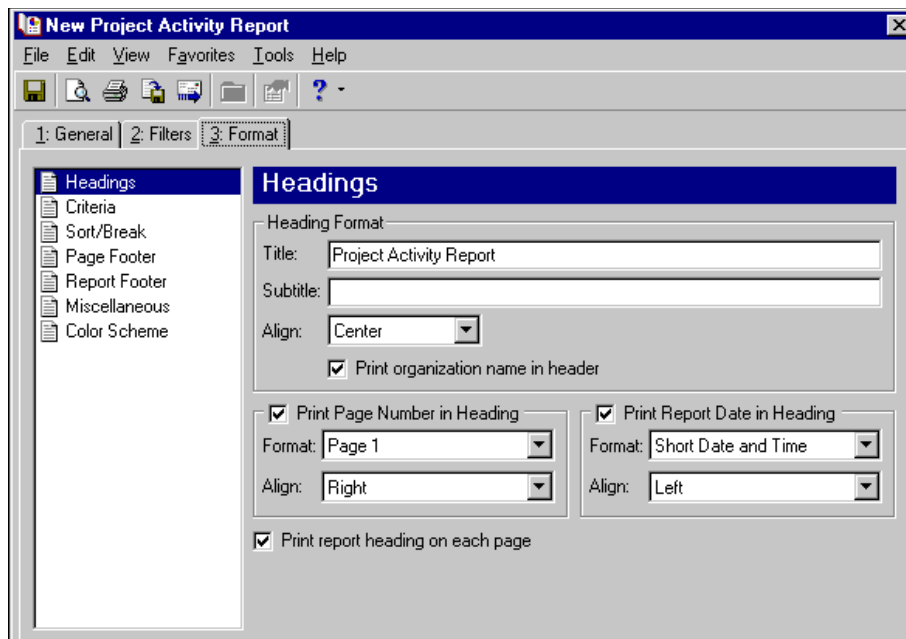 New Project Activity Report
File Edit View Favorites Tools Help
?
1: General 2: Filters 3: Format
Headings
Criteria
Sort/Break
Page Footer
Report Footer
Miscellaneous
Color Scheme
Headings
Heading Format
Title: Project Activity Report
Subtitle:
Align: Center
Print organization name in header
Print Page Number in Heading
Format: Page 1
Align: Right
Print Report Date in Heading
Format: Short Date and Time
Align: Left
Print report heading on each page